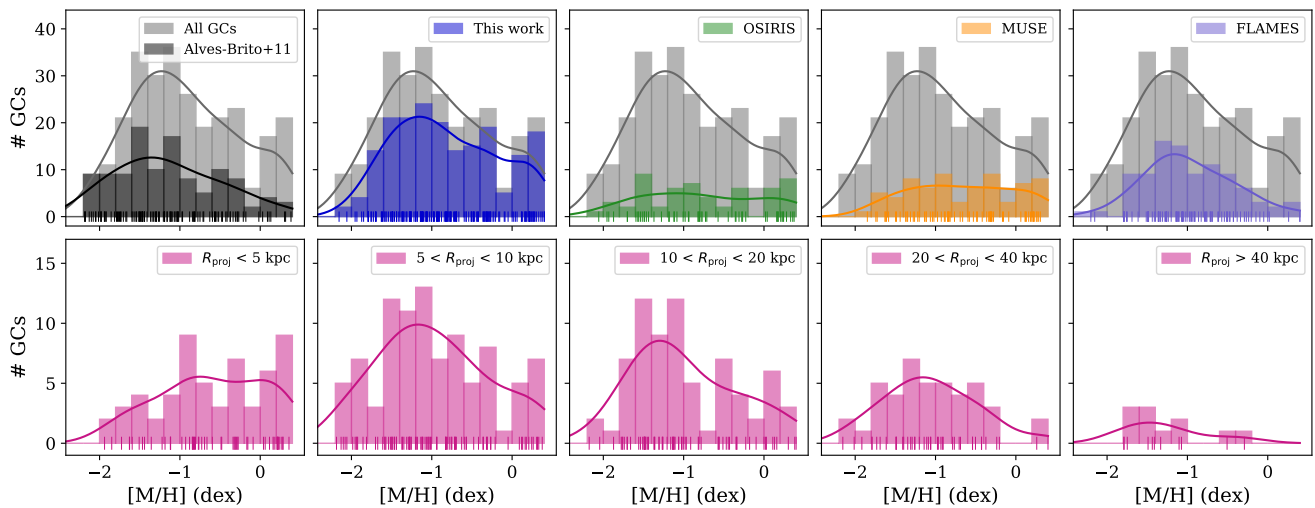 All GCs
Alves-Brito+11
This work
OSIRIS
MUSE
FLAMES
40
30
20
10
0
# GCs
R_proj < 5 kpc
5 < R_proj < 10 kpc
10 < R_proj < 20 kpc
20 < R_proj < 40 kpc
R_proj > 40 kpc
15
10
5
0
# GCs
−2 −1 0 −2 −1 0 −2 −1 0 −2 −1 0 −2 −1 0
[M/H] (dex) [M/H] (dex) [M/H] (dex) [M/H] (dex) [M/H] (dex)